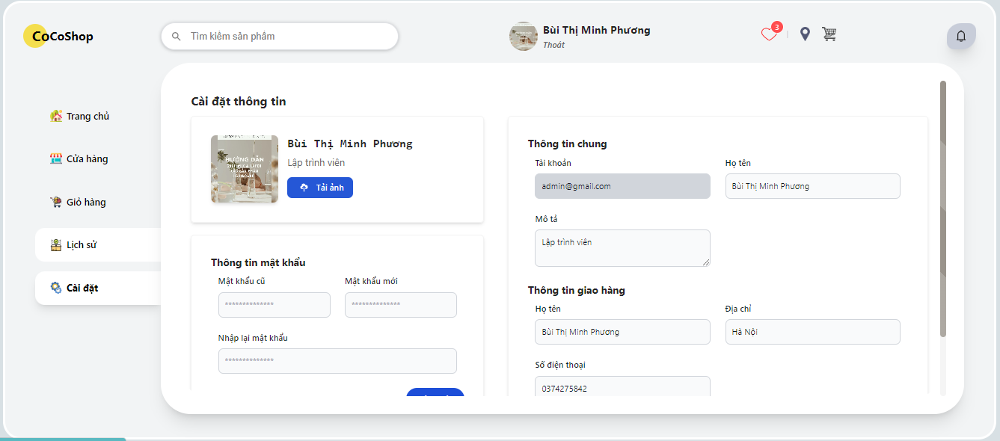 CoCoShop
Tìm kiếm sản phẩm
Bùi Thị Minh Phương
Thoát
3
Trang chủ
Cửa hàng
Giỏ hàng
Lịch sử
Cài đặt
Cài đặt thông tin
HƯỚNG DẪN
Bùi Thị Minh Phương
Lập trình viên
Tải ảnh
Thông tin mật khẩu
Mật khẩu cũ
Mật khẩu mới
**************
**************
Nhập lại mật khẩu
**************
Thông tin chung
Tài khoản
Họ tên
admin@gmail.com
Bùi Thị Minh Phương
Mô tả
Lập trình viên
Thông tin giao hàng
Họ tên
Địa chỉ
Bùi Thị Minh Phương
Hà Nội
Số điện thoại
0374275842